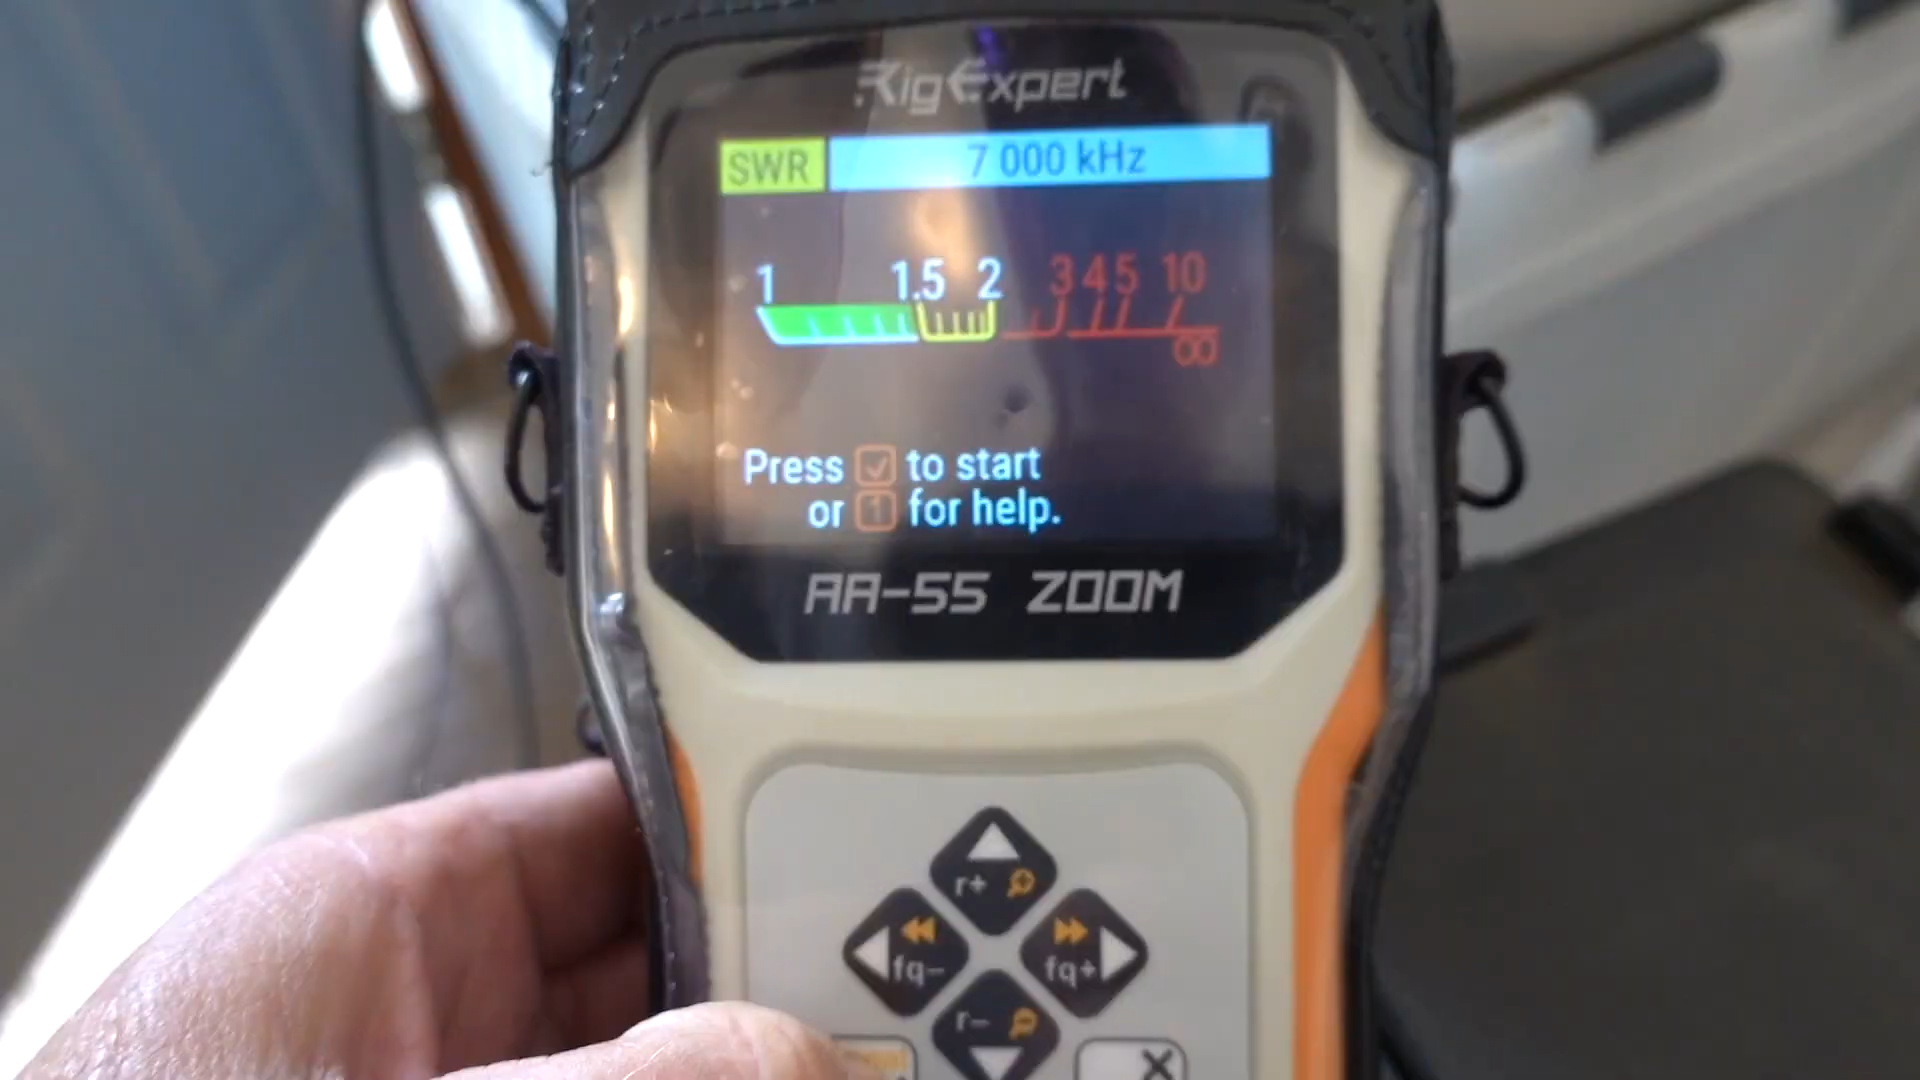 RigExpert
SWR 7 000 kHz
1 1.5 2 3 4 5 10
∞
Press ✓ to start
or 1 for help.
AA-55 ZOOM
r+
fq- fq+
r-
X